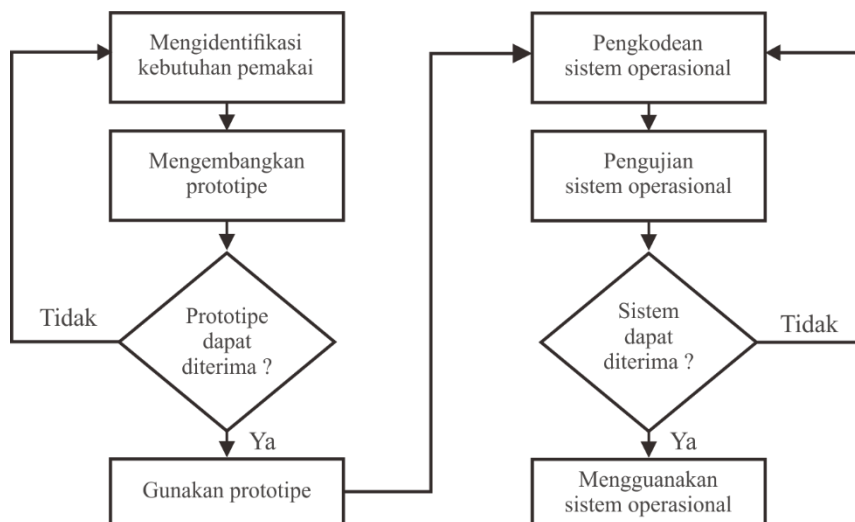 Mengidentifikasi
kebutuhan pemakai
Mengembangkan
prototipe
Tidak
Prototipe
dapat
diterima ?
Ya
Gunakan prototipe
Pengkodean
sistem operasional
Pengujian
sistem operasional
Sistem
dapat
diterima ?
Tidak
Ya
Mengguanakan
sistem operasional